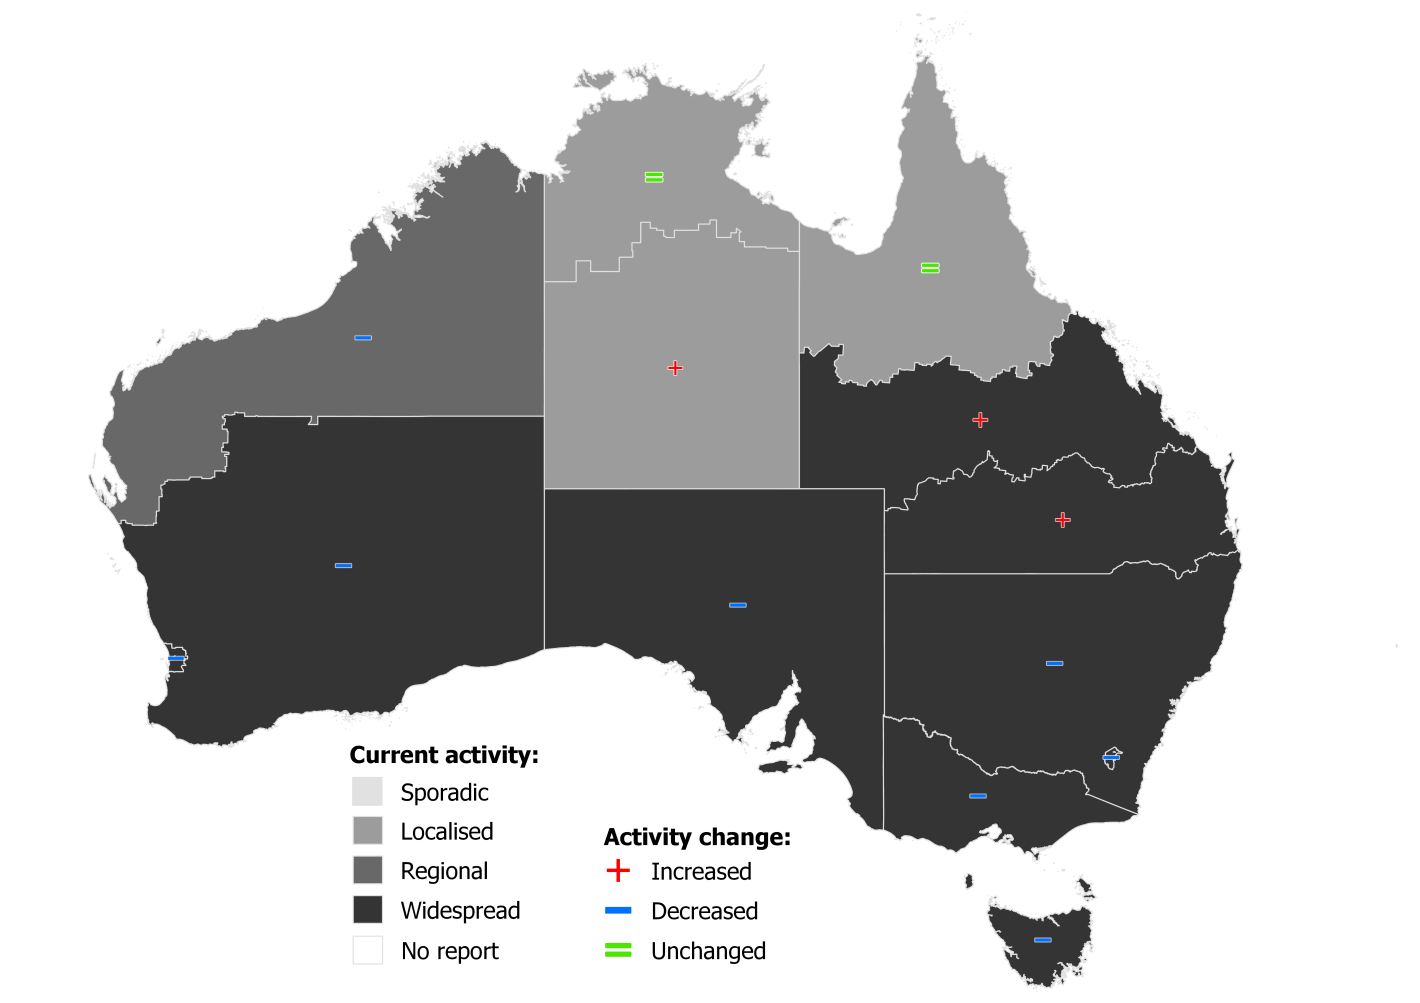 Current activity:
Sporadic
Localised
Regional
Widespread
No report
Activity change:
Increased
Decreased
Unchanged